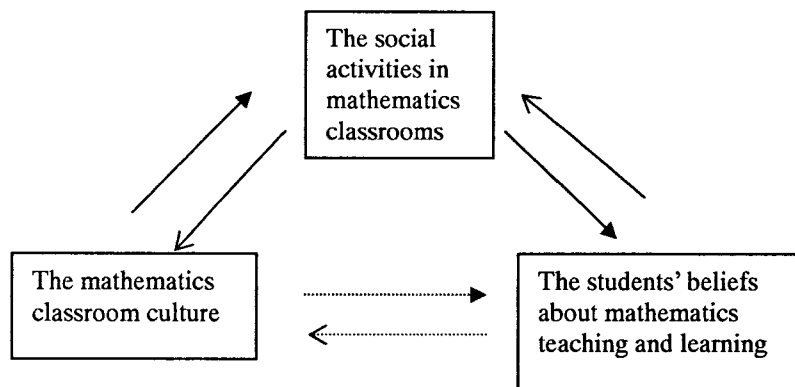 The social
activities in
mathematics
classrooms
The mathematics
classroom culture
The students’ beliefs
about mathematics
teaching and learning